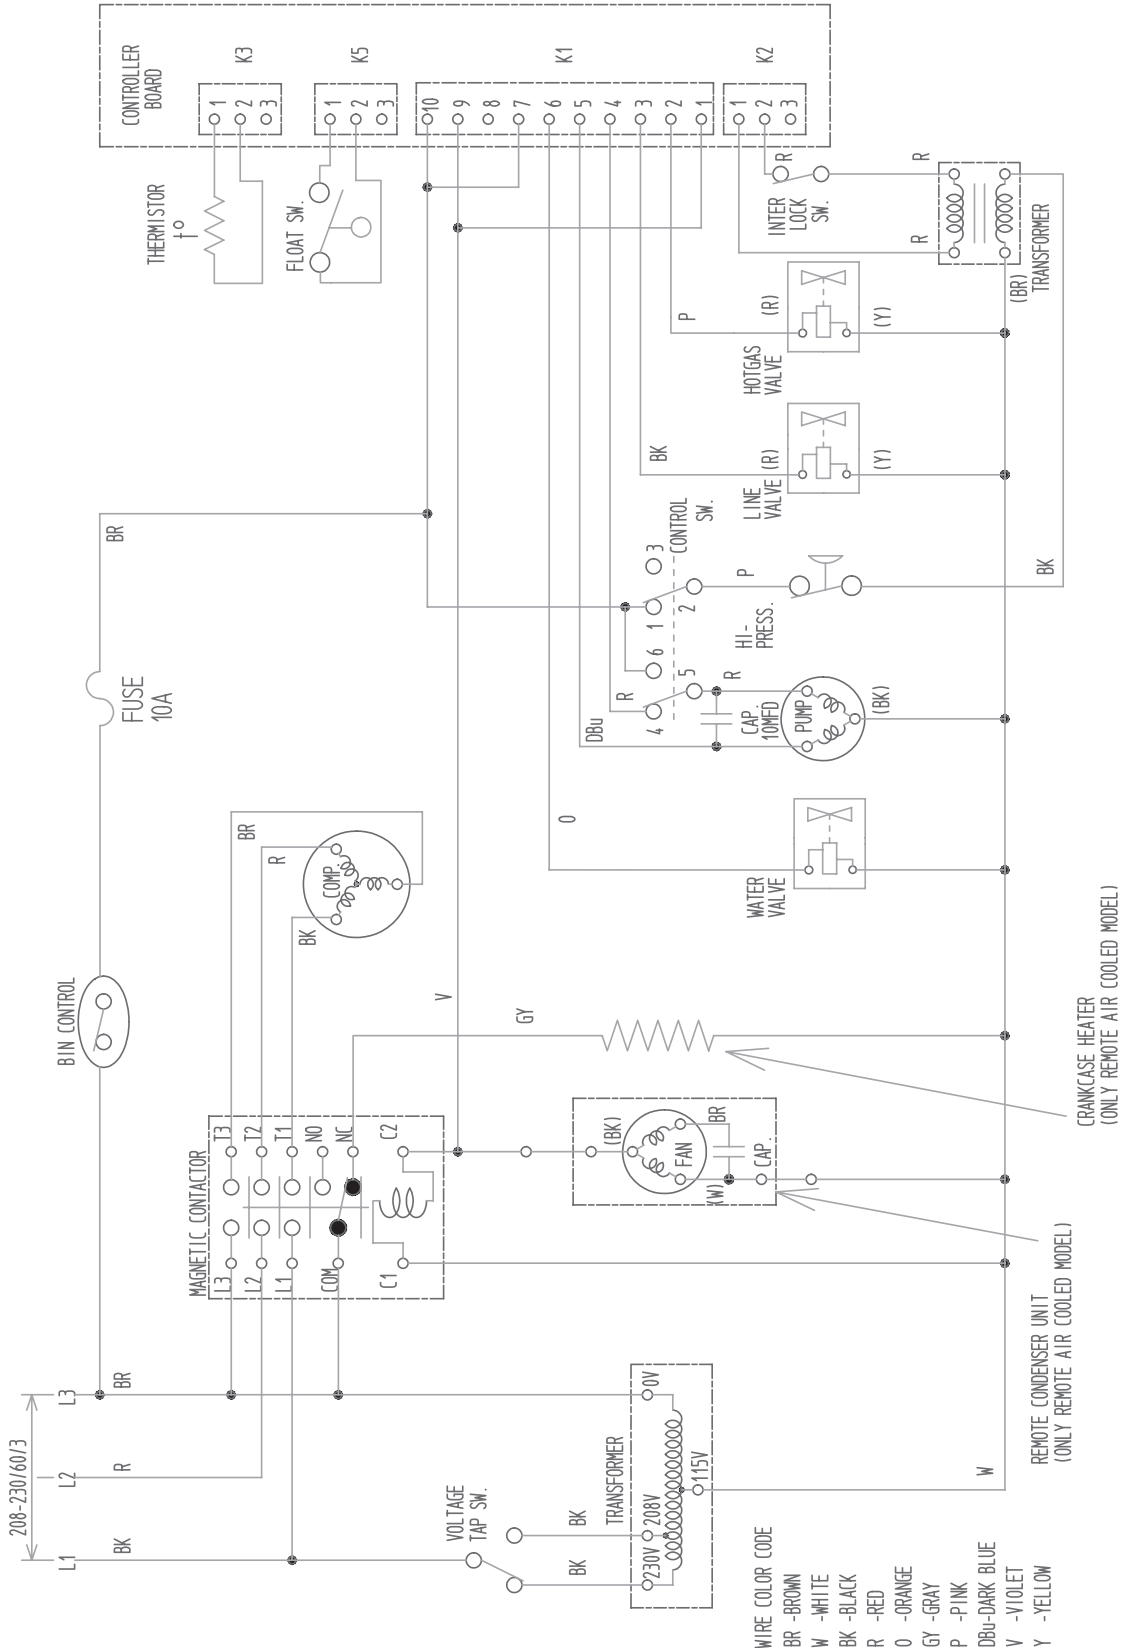 CONTROLLER
BOARD
K3
1
2
3
K5
1
2
3
K1
10
9
8
7
6
5
4
3
2
1
K2
1
2
3
THERMISTOR
t°
FLOAT SW.
INTER
LOCK
SW.
R
R
R
TRANSFORMER
(BR)
HOTGAS
VALVE
P
(R)
(Y)
LINE
VALVE
BK
(R)
(Y)
BR
FUSE
10A
CONTROL
SW.
3
1
2
6
5
4
R
R
P
HI-
PRESS.
BK
DBu
CAP.
10MFD
PUMP
(BK)
O
WATER
VALVE
BIN CONTROL
BR
R
BK
COMP.
V
GY
CRANKCASE HEATER
(ONLY REMOTE AIR COOLED MODEL)
MAGNETIC CONTACTOR
T3
T2
T1
NO
NC
C2
L3
L2
L1
COM
C1
(BK)
FAN
BR
CAP.
(W)
REMOTE CONDENSER UNIT
(ONLY REMOTE AIR COOLED MODEL)
208-230/60/3
L3
L2
L1
BR
R
BK
VOLTAGE
TAP SW.
BK
BK
TRANSFORMER
0V
208V
230V
115V
W
WIRE COLOR CODE
BR -BROWN
W -WHITE
BK -BLACK
R -RED
O -ORANGE
GY -GRAY
P -PINK
DBu-DARK BLUE
V -VIOLET
Y -YELLOW